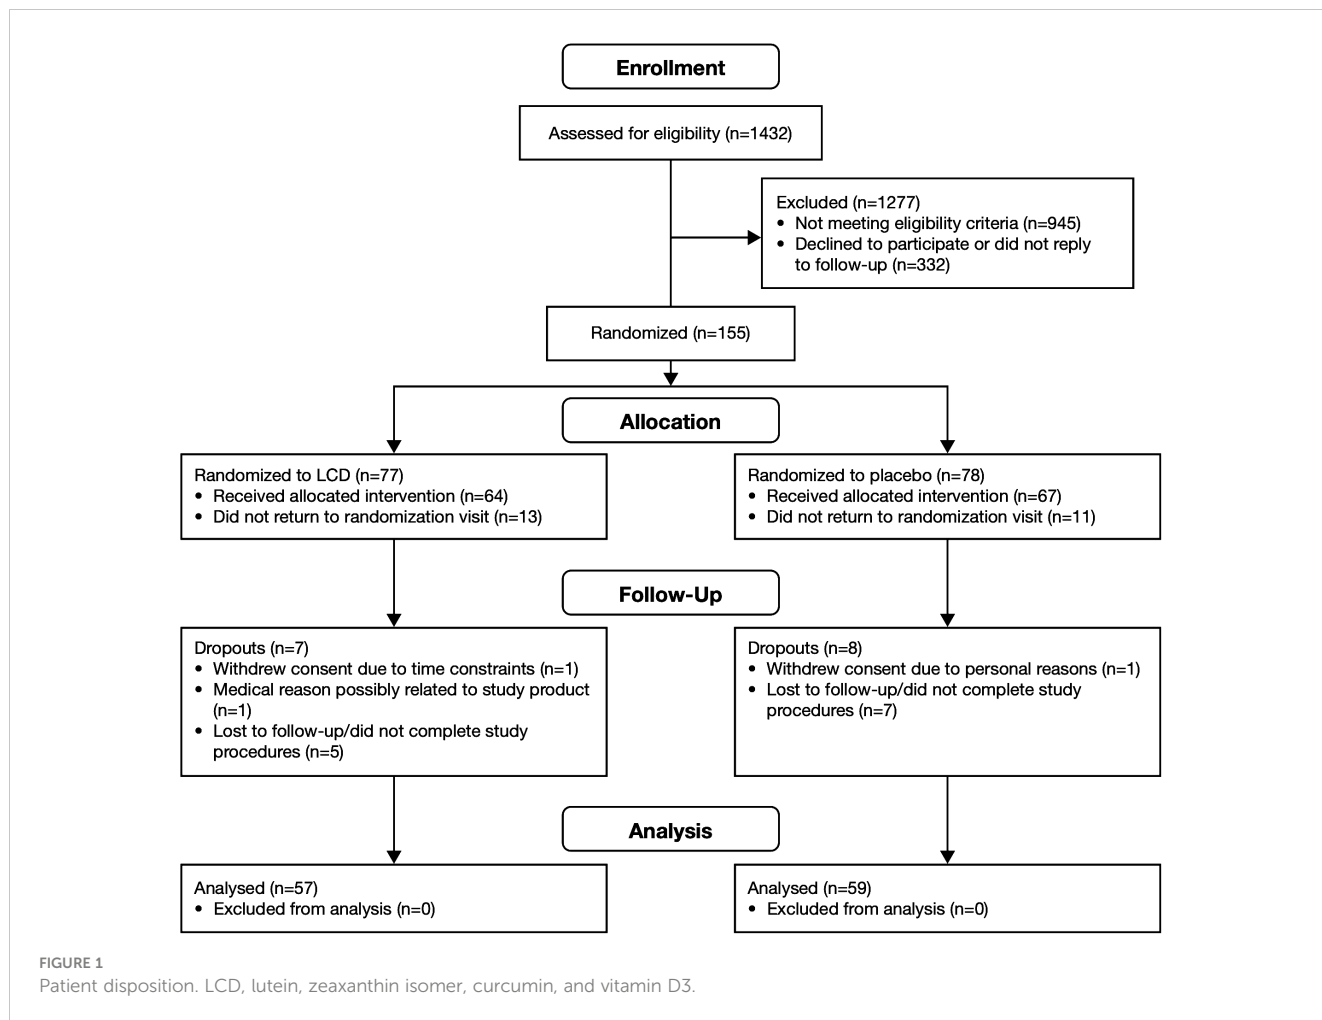 Enrollment
Assessed for eligibility (n=1432)
Excluded (n=1277)
• Not meeting eligibility criteria (n=945)
• Declined to participate or did not reply
to follow-up (n=332)
Randomized (n=155)
Allocation
Randomized to LCD (n=77)
• Received allocated intervention (n=64)
• Did not return to randomization visit (n=13)
Randomized to placebo (n=78)
• Received allocated intervention (n=67)
• Did not return to randomization visit (n=11)
Follow-Up
Dropouts (n=7)
• Withdrew consent due to time constraints (n=1)
• Medical reason possibly related to study product
(n=1)
• Lost to follow-up/did not complete study
procedures (n=5)
Dropouts (n=8)
• Withdrew consent due to personal reasons (n=1)
• Lost to follow-up/did not complete study
procedures (n=7)
Analysis
Analysed (n=57)
• Excluded from analysis (n=0)
Analysed (n=59)
• Excluded from analysis (n=0)
FIGURE 1
Patient disposition. LCD, lutein, zeaxanthin isomer, curcumin, and vitamin D3.